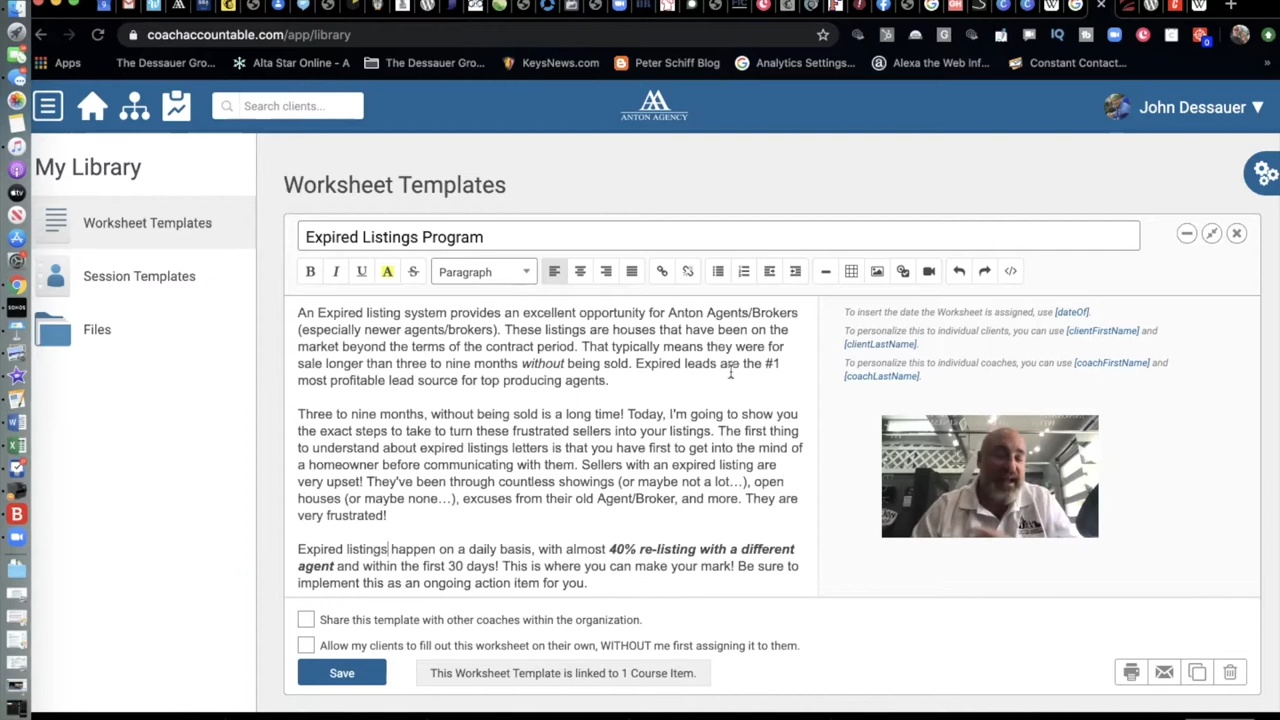 coachaccountable.com/app/library
Apps
The Dessauer Gro...
Alta Star Online - A
The Dessauer Gro...
KeysNews.com
Peter Schiff Blog
Analytics Settings...
Alexa the Web Inf...
Constant Contact...
»
Search clients...
ANTON AGENCY
John Dessauer ▼
My Library
Worksheet Templates
Session Templates
Files
Worksheet Templates
Expired Listings Program
B I U A S Paragraph
An Expired listing system provides an excellent opportunity for Anton Agents/Brokers
(especially newer agents/brokers). These listings are houses that have been on the
market beyond the terms of the contract period. That typically means they were for
sale longer than three to nine months without being sold. Expired leads are the #1
most profitable lead source for top producing agents.
Three to nine months, without being sold is a long time! Today, I'm going to show you
the exact steps to take to turn these frustrated sellers into your listings. The first thing
to understand about expired listings letters is that you have first to get into the mind of
a homeowner before communicating with them. Sellers with an expired listing are
very upset! They've been through countless showings (or maybe not a lot…), open
houses (or maybe none…), excuses from their old Agent/Broker, and more. They are
very frustrated!
Expired listings happen on a daily basis, with almost 40% re-listing with a different
agent and within the first 30 days! This is where you can make your mark! Be sure to
implement this as an ongoing action item for you.
To insert the date the Worksheet is assigned, use [dateOf].
To personalize this to individual clients, you can use [clientFirstName] and
[clientLastName].
To personalize this to individual coaches, you can use [coachFirstName] and
[coachLastName].
Share this template with other coaches within the organization.
Allow my clients to fill out this worksheet on their own, WITHOUT me first assigning it to them.
Save
This Worksheet Template is linked to 1 Course Item.